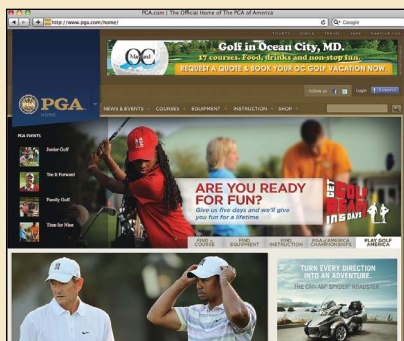 PGA.com | The Official Home of The PGA of America
http://www.pga.com/home/
Google
Golf in Ocean City, MD.
17 courses. Food, drinks and non-stop fun.
REQUEST A QUOTE & BOOK YOUR OC GOLF VACATION NOW.
OC
Follow us
Login
PGA
HOME
NEWS & EVENTS
COURSES
EQUIPMENT
INSTRUCTION
SHOP
PGA EVENTS
Junior Golf
Tee It Forward
Family Golf
Time for Nine
ARE YOU READY
FOR FUN?
Give us five days and we'll give
you fun for a lifetime
GET
GOLF
READY
IN 5 DAYS
FIND A
COURSE
FIND
EQUIPMENT
FIND
INSTRUCTION
PGA of AMERICA
CHAMPIONSHIPS
PLAY GOLF
AMERICA
TURN EVERY DIRECTION
INTO AN ADVENTURE.
THE CAN-AM SPYDER ROADSTER